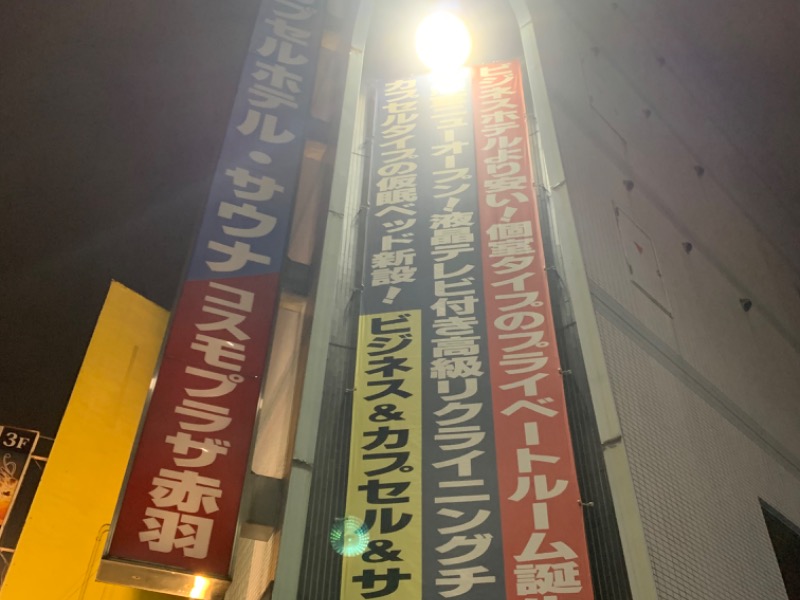 プセルホテル・サウナ
コスモプラザ赤羽
ビジネスホテルより安い!個室タイプのプライベートルーム誕
ニューオープン!液晶テレビ付き高級リクライニングチ
カプセルタイプの仮眠ベッド新設!
ビジネス&カプセル&サ
3F